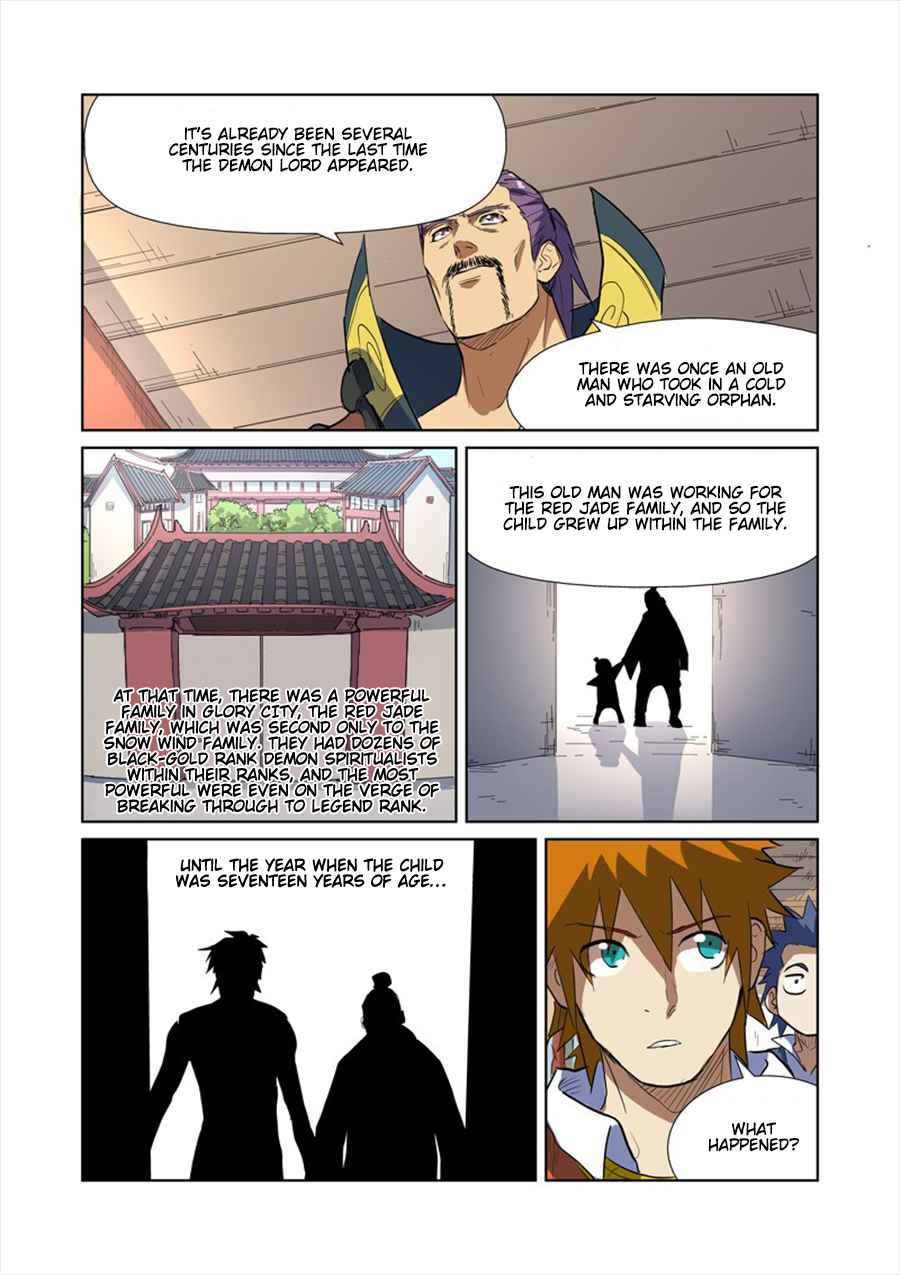 IT'S ALREADY BEEN SEVERAL
CENTURIES SINCE THE LAST TIME
THE DEMON LORD APPEARED.
THERE WAS ONCE AN OLD
MAN WHO TOOK IN A COLD
AND STARVING ORPHAN.
AT THAT TIME, THERE WAS A POWERFUL
FAMILY IN GLORY CITY, THE RED JADE
FAMILY, WHICH WAS SECOND ONLY TO THE
SNOW WIND FAMILY. THEY HAD DOZENS OF
BLACK-GOLD RANK DEMON SPIRITUALISTS
WITHIN THEIR RANKS, AND THE MOST
POWERFUL WERE EVEN ON THE VERGE OF
BREAKING THROUGH TO LEGEND RANK.
THIS OLD MAN WAS WORKING FOR
THE RED JADE FAMILY, AND SO THE
CHILD GREW UP WITHIN THE FAMILY.
UNTIL THE YEAR WHEN THE CHILD
WAS SEVENTEEN YEARS OF AGE...
WHAT
HAPPENED?